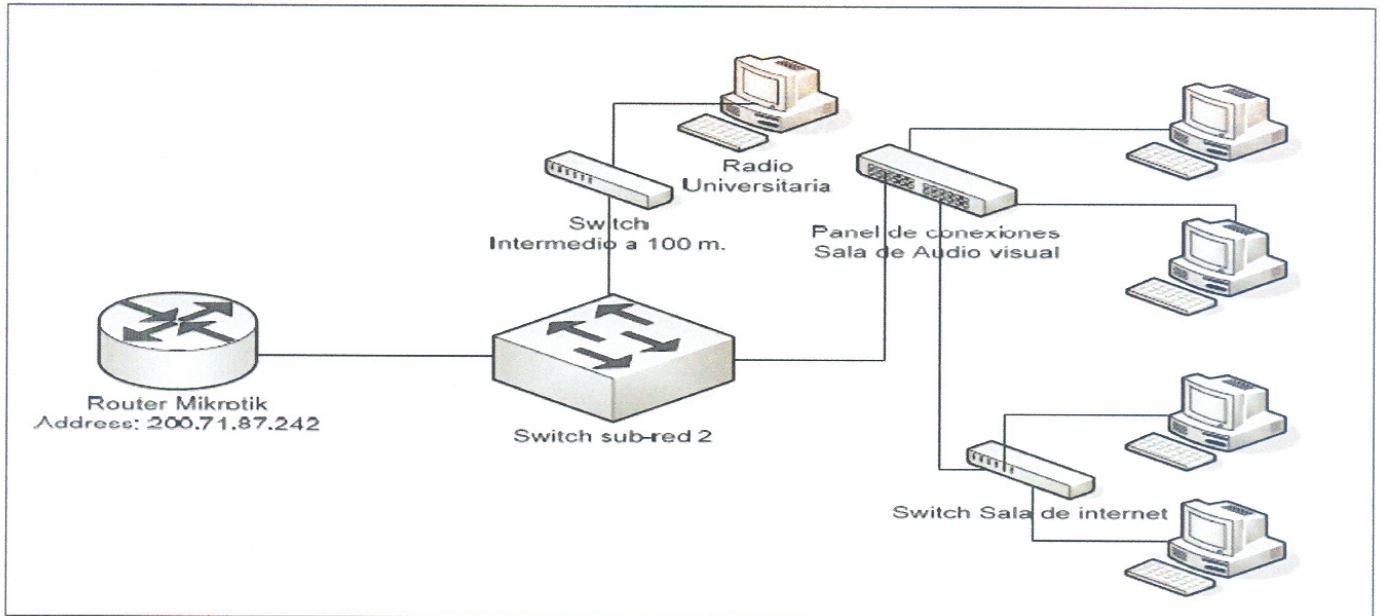 Radio
Universitaria
Switch
Intermedio a 100 m.
Panel de conexiones
Sala de Audio visual
Router Mikrotik
Address: 200.71.87.242
Switch sub-red 2
Switch Sala de internet